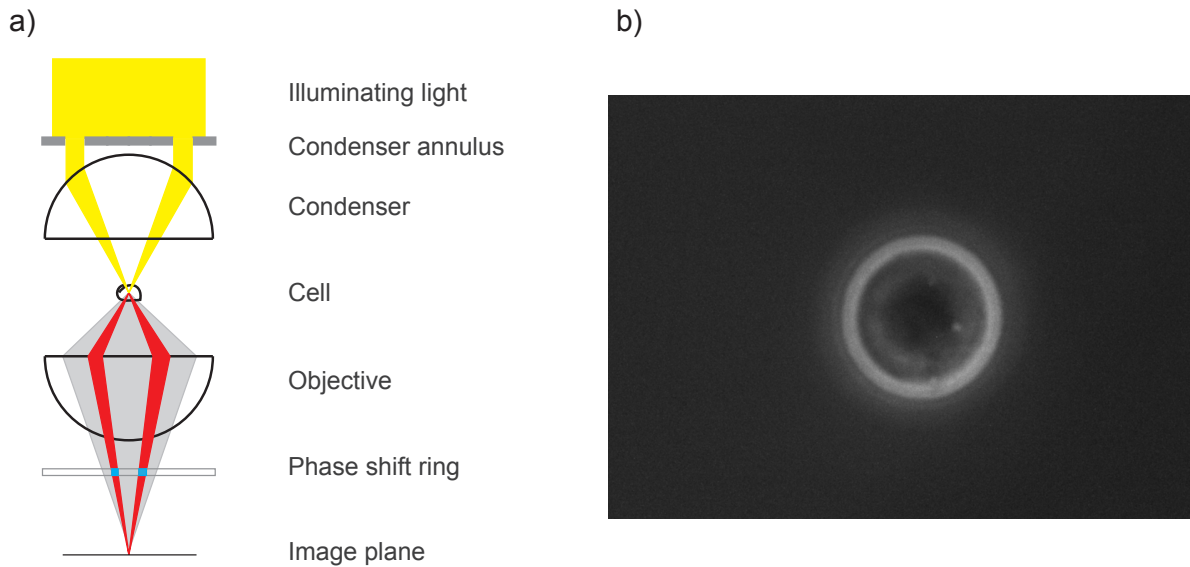 a)
b)
Illuminating light
Condenser annulus
Condenser
Cell
Objective
Phase shift ring
Image plane